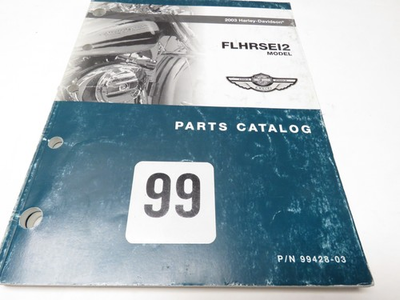 2003 Harley-Davidson®
FLHRSEI2
MODEL
PARTS CATALOG
99
P/N 99428-03